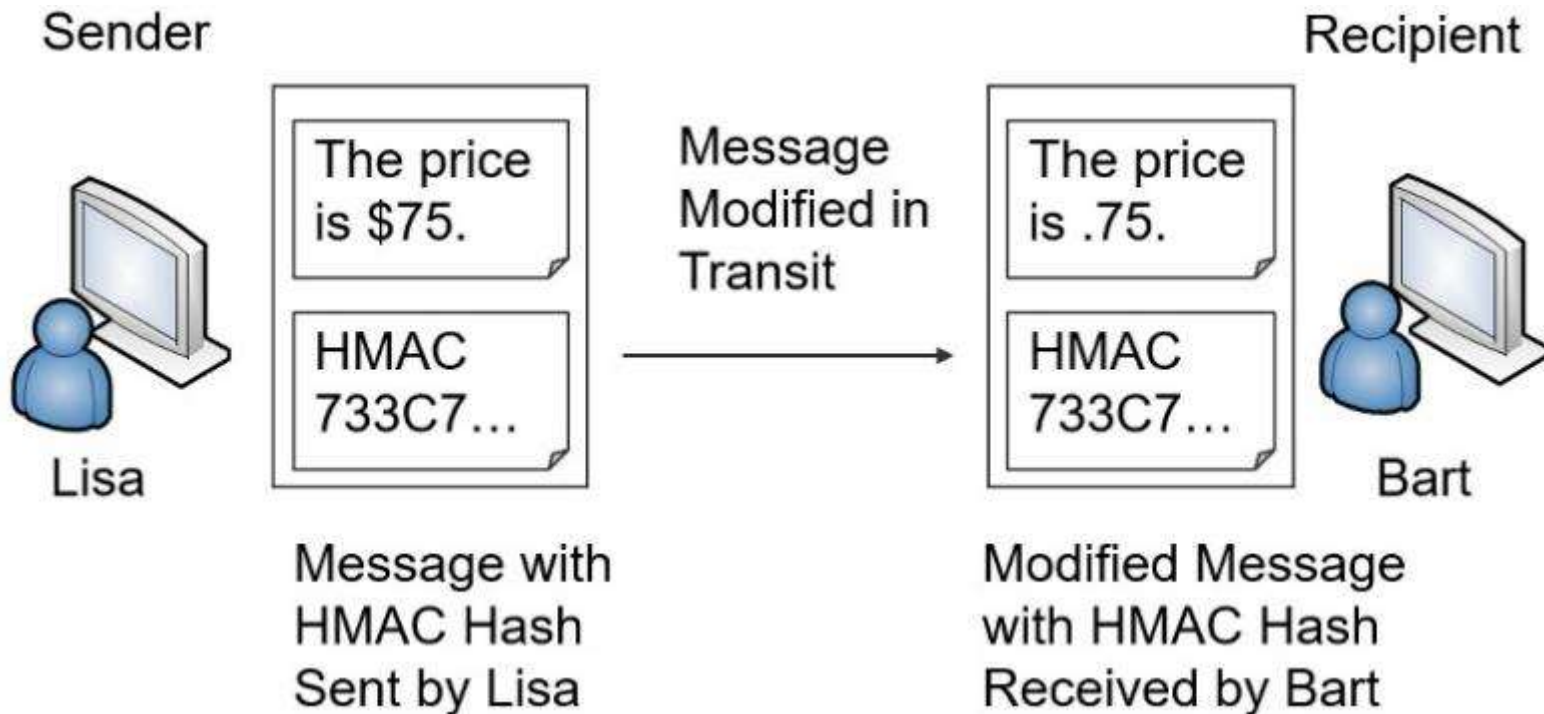 Sender
Recipient
The price
is $75.
HMAC
733C7…
Message
Modified in
Transit
The price
is .75.
HMAC
733C7…
Lisa
Bart
Message with
HMAC Hash
Sent by Lisa
Modified Message
with HMAC Hash
Received by Bart